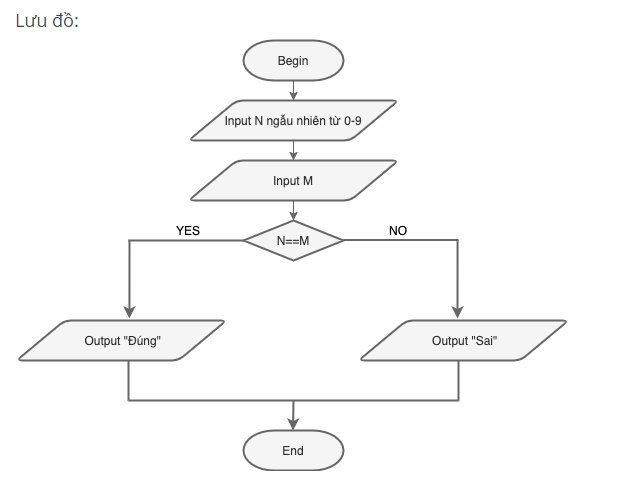 Lưu đồ:
Begin
Input N ngẫu nhiên từ 0-9
Input M
YES
N==M
NO
Output "Đúng"
Output "Sai"
End